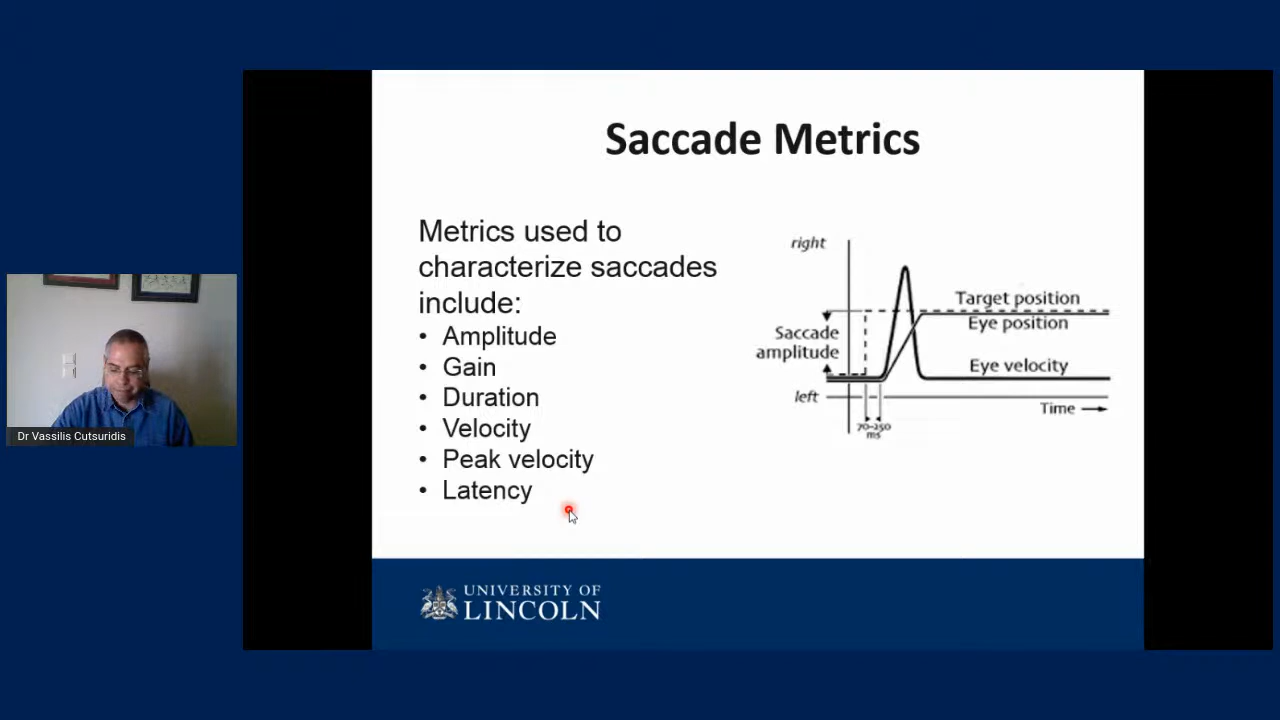 Saccade Metrics
Metrics used to
characterize saccades
include:
• Amplitude
• Gain
• Duration
• Velocity
• Peak velocity
• Latency
right
Target position
Eye position
Saccade
amplitude
Eye velocity
left
Time
70-250
ms
Dr Vassilis Cutsuridis
UNIVERSITY OF
LINCOLN